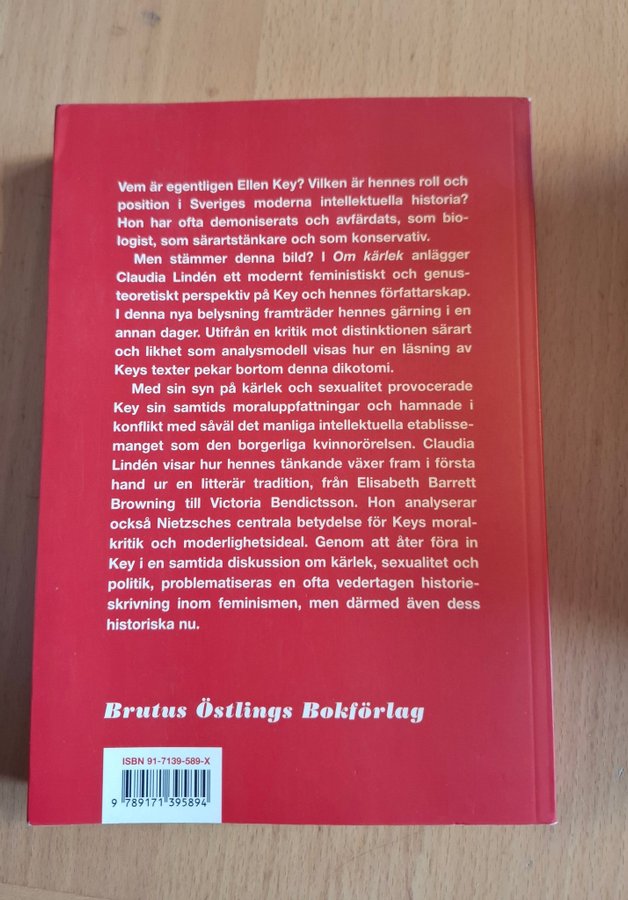 Vem är egentligen Ellen Key? Vilken är hennes roll och
position i Sveriges moderna intellektuella historia?
Hon har ofta demoniserats och avfärdats, som bio-
logist, som särartstänkare och som konservativ.
Men stämmer denna bild? I Om kärlek anlägger
Claudia Lindén ett modernt feministiskt och genus-
teoretiskt perspektiv på Key och hennes författarskap.
I denna nya belysning framträder hennes gärning i en
annan dager. Utifrån en kritik mot distinktionen särart
och likhet som analysmodell visas hur en läsning av
Keys texter pekar bortom denna dikotomi.
Med sin syn på kärlek och sexualitet provocerade
Key sin samtids moraluppfattningar och hamnade i
konflikt med såväl det manliga intellektuella etablisse-
manget som den borgerliga kvinnorörelsen. Claudia
Lindén visar hur hennes tänkande växer fram i första
hand ur en litterär tradition, från Elisabeth Barrett
Browning till Victoria Bendictsson. Hon analyserar
också Nietzsches centrala betydelse för Keys moral-
kritik och moderlighetsideal. Genom att åter föra in
Key i en samtida diskussion om kärlek, sexualitet och
politik, problematiseras en ofta vedertagen historie-
skrivning inom feminismen, men därmed även dess
historiska nu.
Brutus Östlings Bokförlag
ISBN 91-7139-589-X
9 789171 395894